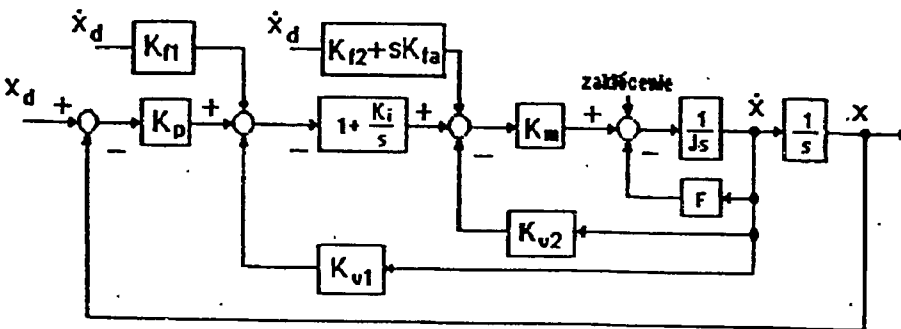 ẋd
Kf1
ẋd
Kf2+sKfa
xd
+
−
Kp
+
−
1+ Ki/s
+
−
Km
zakłócenie
+
−
1/Js
ẋ
1/s
x
F
Kv2
Kv1